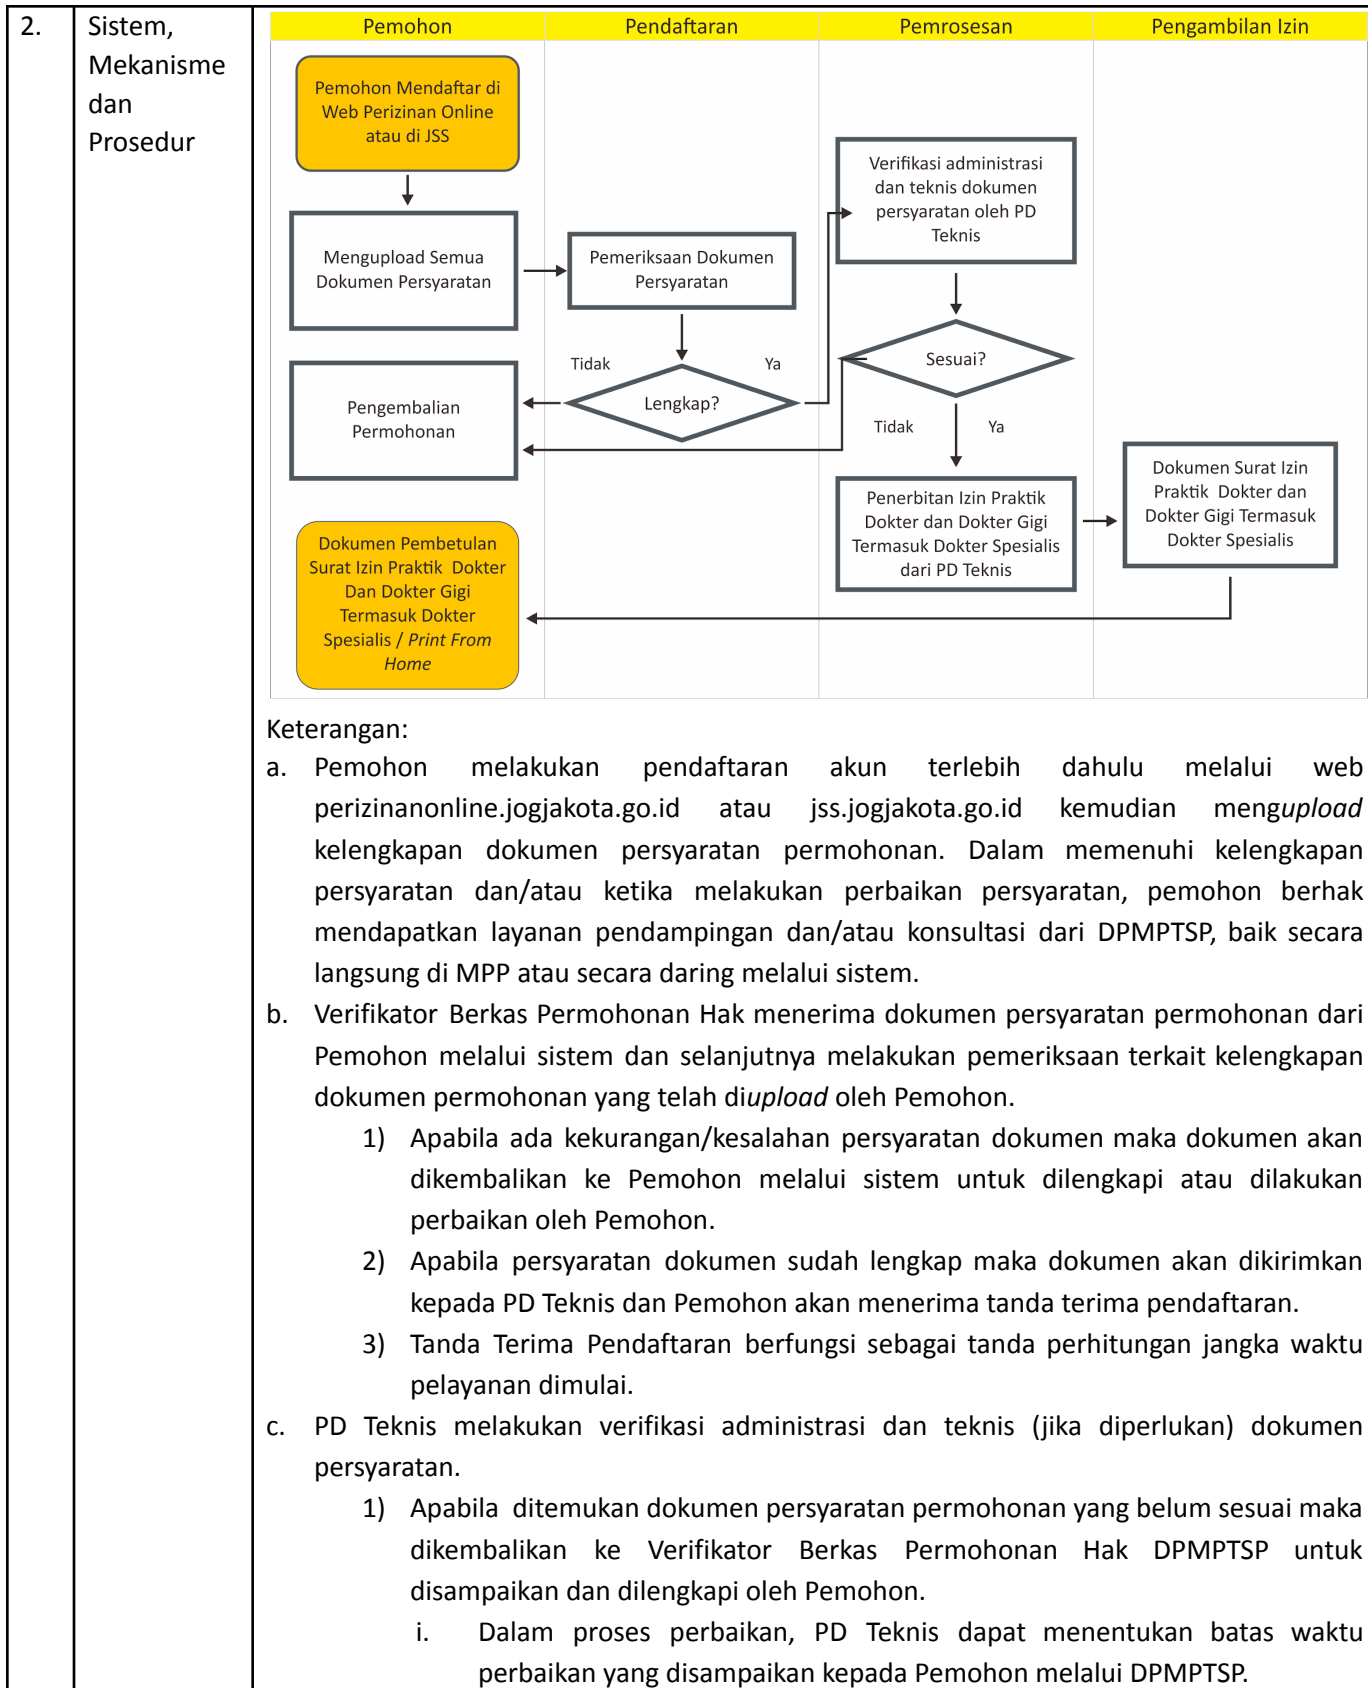 2.
Sistem,
Mekanisme
dan
Prosedur
Pemohon
Pendaftaran
Pemrosesan
Pengambilan Izin
Pemohon Mendaftar di
Web Perizinan Online
atau di JSS
Mengupload Semua
Dokumen Persyaratan
Pemeriksaan Dokumen
Persyaratan
Verifikasi administrasi
dan teknis dokumen
persyaratan oleh PD
Teknis
Tidak
Ya
Lengkap?
Sesuai?
Pengembalian
Permohonan
Tidak
Ya
Penerbitan Izin Praktik
Dokter dan Dokter Gigi
Termasuk Dokter Spesialis
dari PD Teknis
Dokumen Surat Izin
Praktik Dokter dan
Dokter Gigi Termasuk
Dokter Spesialis
Dokumen Pembetulan
Surat Izin Praktik Dokter
Dan Dokter Gigi
Termasuk Dokter
Spesialis / Print From
Home
Keterangan:
a. Pemohon melakukan pendaftaran akun terlebih dahulu melalui web
perizinanonline.jogjakota.go.id atau jss.jogjakota.go.id kemudian mengupload
kelengkapan dokumen persyaratan permohonan. Dalam memenuhi kelengkapan
persyaratan dan/atau ketika melakukan perbaikan persyaratan, pemohon berhak
mendapatkan layanan pendampingan dan/atau konsultasi dari DPMPTSP, baik secara
langsung di MPP atau secara daring melalui sistem.
b. Verifikator Berkas Permohonan Hak menerima dokumen persyaratan permohonan dari
Pemohon melalui sistem dan selanjutnya melakukan pemeriksaan terkait kelengkapan
dokumen permohonan yang telah diupload oleh Pemohon.
1) Apabila ada kekurangan/kesalahan persyaratan dokumen maka dokumen akan
dikembalikan ke Pemohon melalui sistem untuk dilengkapi atau dilakukan
perbaikan oleh Pemohon.
2) Apabila persyaratan dokumen sudah lengkap maka dokumen akan dikirimkan
kepada PD Teknis dan Pemohon akan menerima tanda terima pendaftaran.
3) Tanda Terima Pendaftaran berfungsi sebagai tanda perhitungan jangka waktu
pelayanan dimulai.
c. PD Teknis melakukan verifikasi administrasi dan teknis (jika diperlukan) dokumen
persyaratan.
1) Apabila ditemukan dokumen persyaratan permohonan yang belum sesuai maka
dikembalikan ke Verifikator Berkas Permohonan Hak DPMPTSP untuk
disampaikan dan dilengkapi oleh Pemohon.
i. Dalam proses perbaikan, PD Teknis dapat menentukan batas waktu
perbaikan yang disampaikan kepada Pemohon melalui DPMPTSP.